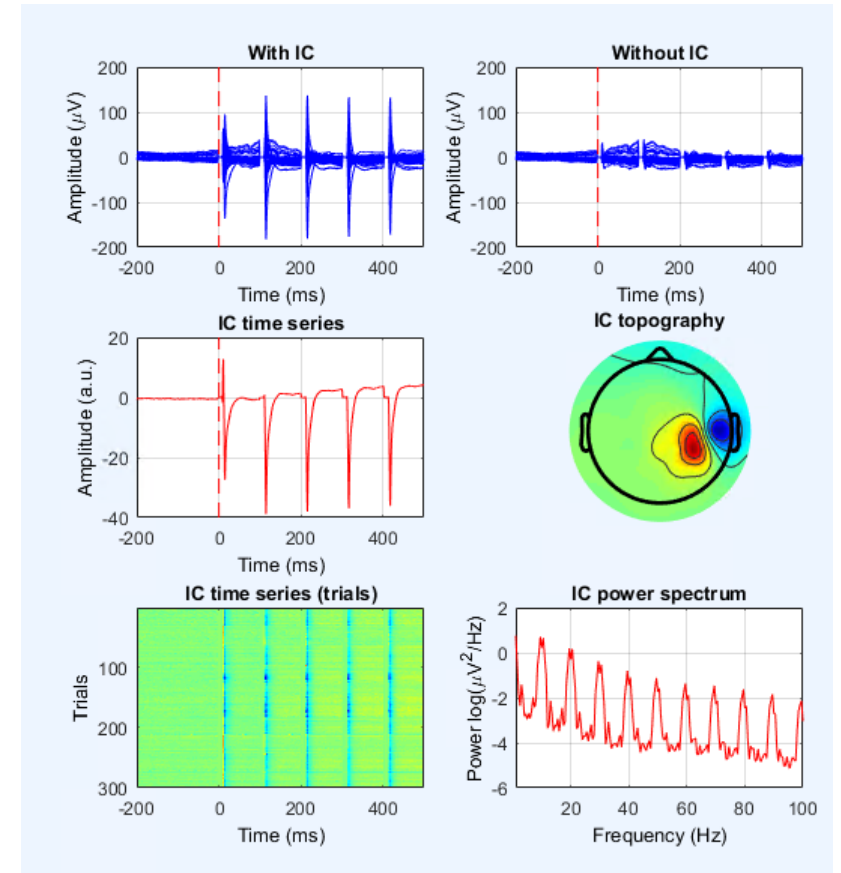 With IC
200
100
0
-100
-200
Amplitude (μV)
-200 0 200 400
Time (ms)
Without IC
200
100
0
-100
-200
Amplitude (μV)
-200 0 200 400
Time (ms)
IC time series
20
0
-20
-40
Amplitude (a.u.)
-200 0 200 400
Time (ms)
IC topography
IC time series (trials)
100
200
300
Trials
-200 0 200 400
Time (ms)
IC power spectrum
2
0
-2
-4
-6
Power log(μV²/Hz)
20 40 60 80 100
Frequency (Hz)